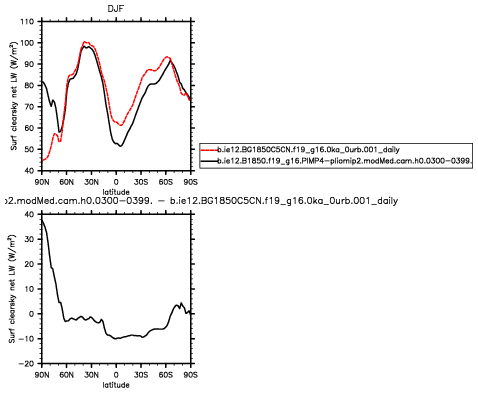 DJF
110
100
90
80
70
60
50
40
Surf clearsky net LW (W/m²)
90N 60N 30N 0 30S 60S 90S
latitude
b.ie12.BG1850C5CN.f19_g16.0ka_0urb.001_daily
b.ie12.B1850.f19_g16.PIMP4-pliomip2.modMed.cam.h0.0300-0399.
p2.modMed.cam.h0.0300-0399. - b.ie12.BG1850C5CN.f19_g16.0ka_0urb.001_daily
40
30
20
10
0
-10
-20
Surf clearsky net LW (W/m²)
90N 60N 30N 0 30S 60S 90S
latitude